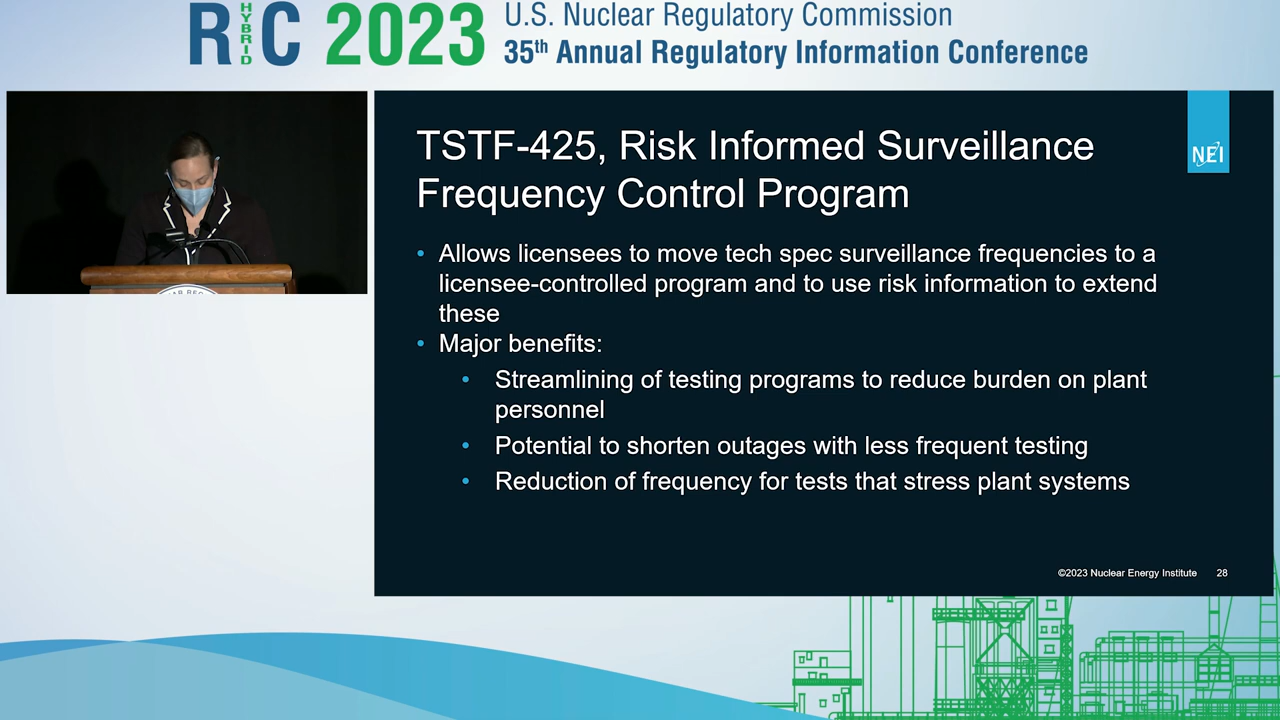 RIC 2023
HYBRID
U.S. Nuclear Regulatory Commission
35th Annual Regulatory Information Conference
TSTF-425, Risk Informed Surveillance
Frequency Control Program
NEI
• Allows licensees to move tech spec surveillance frequencies to a
licensee-controlled program and to use risk information to extend
these
• Major benefits:
• Streamlining of testing programs to reduce burden on plant
personnel
• Potential to shorten outages with less frequent testing
• Reduction of frequency for tests that stress plant systems
©2023 Nuclear Energy Institute 28